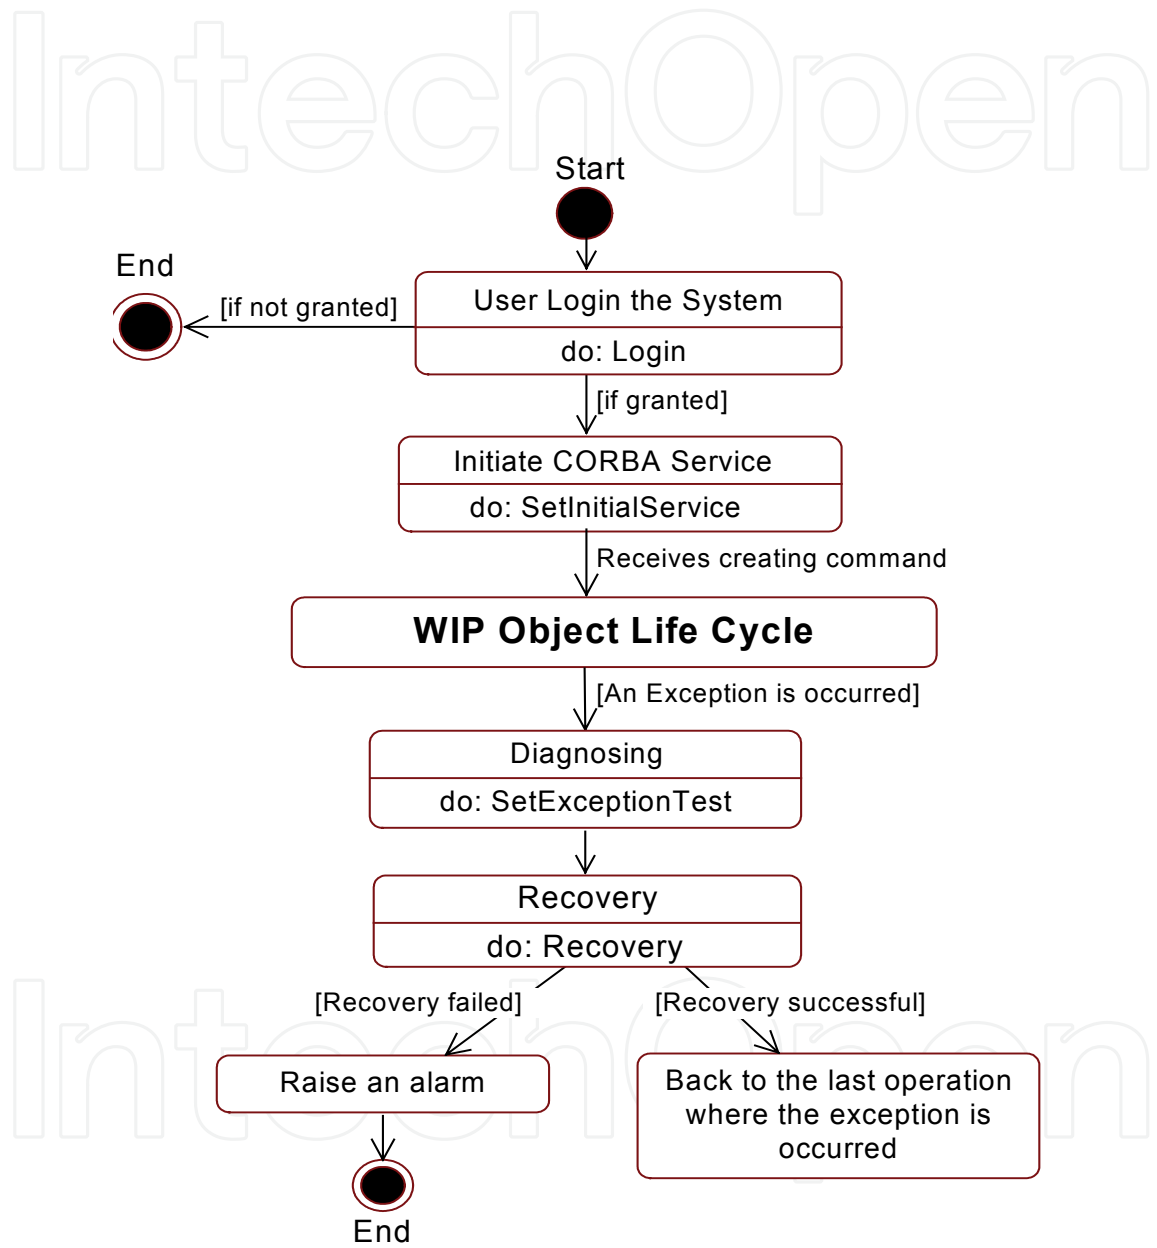 IntechOpen
Start
End
[if not granted]
User Login the System
do: Login
[if granted]
Initiate CORBA Service
do: SetInitialService
Receives creating command
WIP Object Life Cycle
[An Exception is occurred]
Diagnosing
do: SetExceptionTest
Recovery
do: Recovery
[Recovery failed]
[Recovery successful]
Raise an alarm
Back to the last operation
where the exception is
occurred
IntechOpen
End